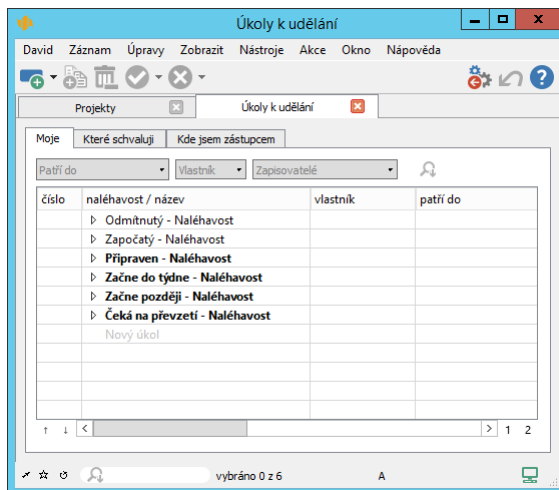 Úkoly k udělání
David Záznam Úpravy Zobrazit Nástroje Akce Okno Nápověda
Projekty Úkoly k udělání
Moje Které schvaluji Kde jsem zástupcem
Patří do Vlastník Zapisovatelé
číslo naléhavost / název vlastník patří do
Odmítnutý - Naléhavost
Započatý - Naléhavost
Připraven - Naléhavost
Začne do týdne - Naléhavost
Začne později - Naléhavost
Čeká na převzetí - Naléhavost
Nový úkol
1 2
vybráno 0 z 6 A